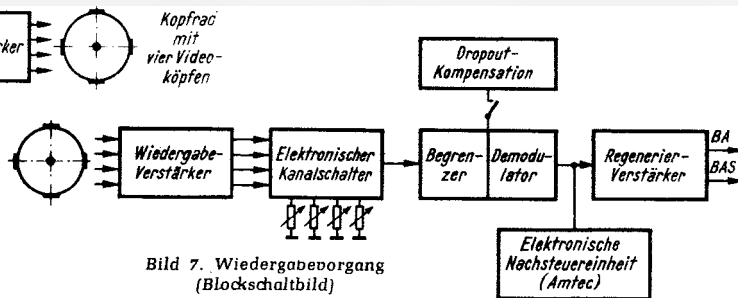 Kopfrad
mit
vier Video-
köpfen
rker
Dropout-
Kompensation
Wiedergabe-
Verstärker
Elektronischer
Kanalschalter
Begren-
zer
Demodu-
lator
Regenerier-
Verstärker
BA
BAS
Elektronische
Nachsteuereinheit
(Amtec)
Bild 7. Wiedergabevorgang
(Blockschaltbild)